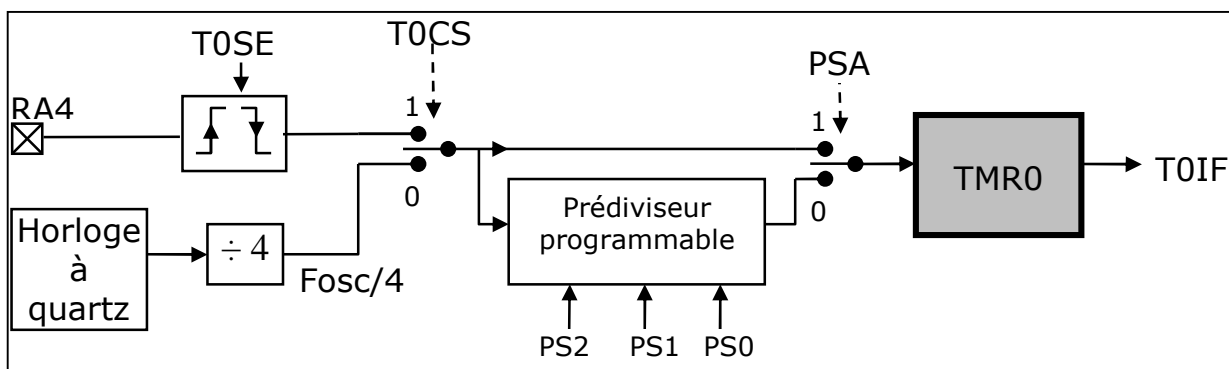 T0SE
T0CS
PSA
RA4
1
1
TMR0
T0IF
0
0
Prédiviseur
programmable
Horloge
à
quartz
÷ 4
Fosc/4
PS2
PS1
PS0